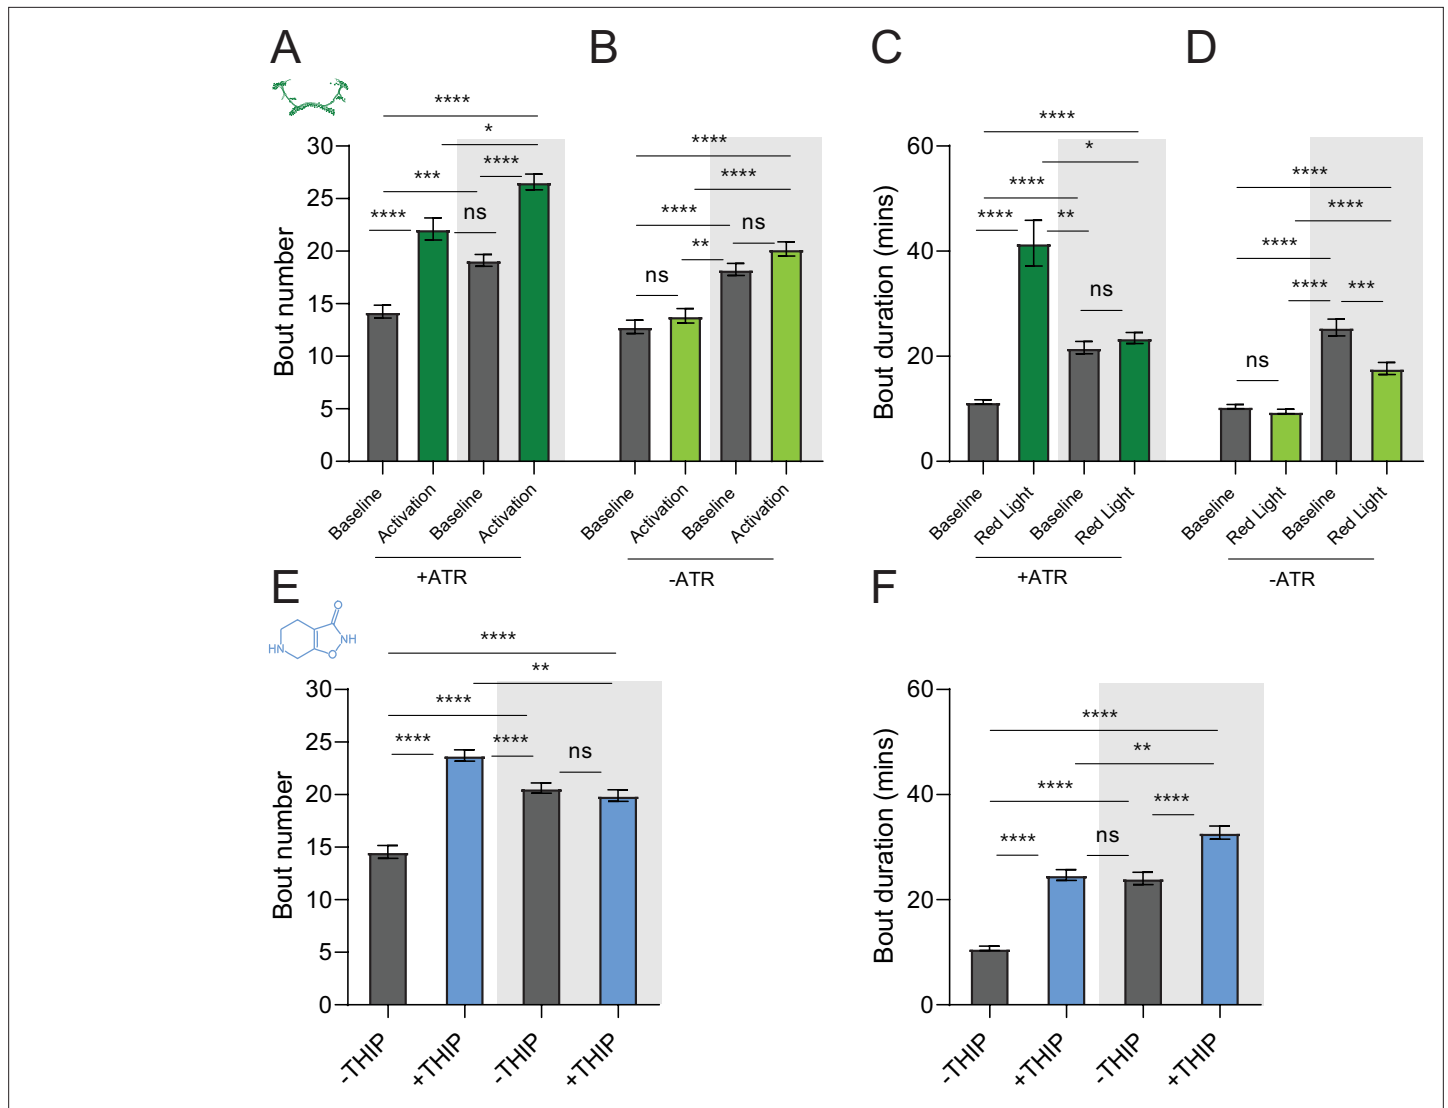 A
B
C
D
****
*
***
****
****
ns
30
25
20
15
10
5
0
Bout number
Baseline
Activation
Baseline
Activation
+ATR
****
****
****
ns
**
ns
Baseline
Activation
Baseline
Activation
-ATR
****
*
****
****
**
ns
60
40
20
0
Bout duration (mins)
Baseline
Red Light
Baseline
Red Light
+ATR
****
****
****
****
***
ns
Baseline
Red Light
Baseline
Red Light
-ATR
E
F
O
NH
O
HN
****
**
****
****
****
ns
30
25
20
15
10
5
0
Bout number
-THIP
+THIP
-THIP
+THIP
****
**
****
****
ns
****
60
40
20
0
Bout duration (mins)
-THIP
+THIP
-THIP
+THIP